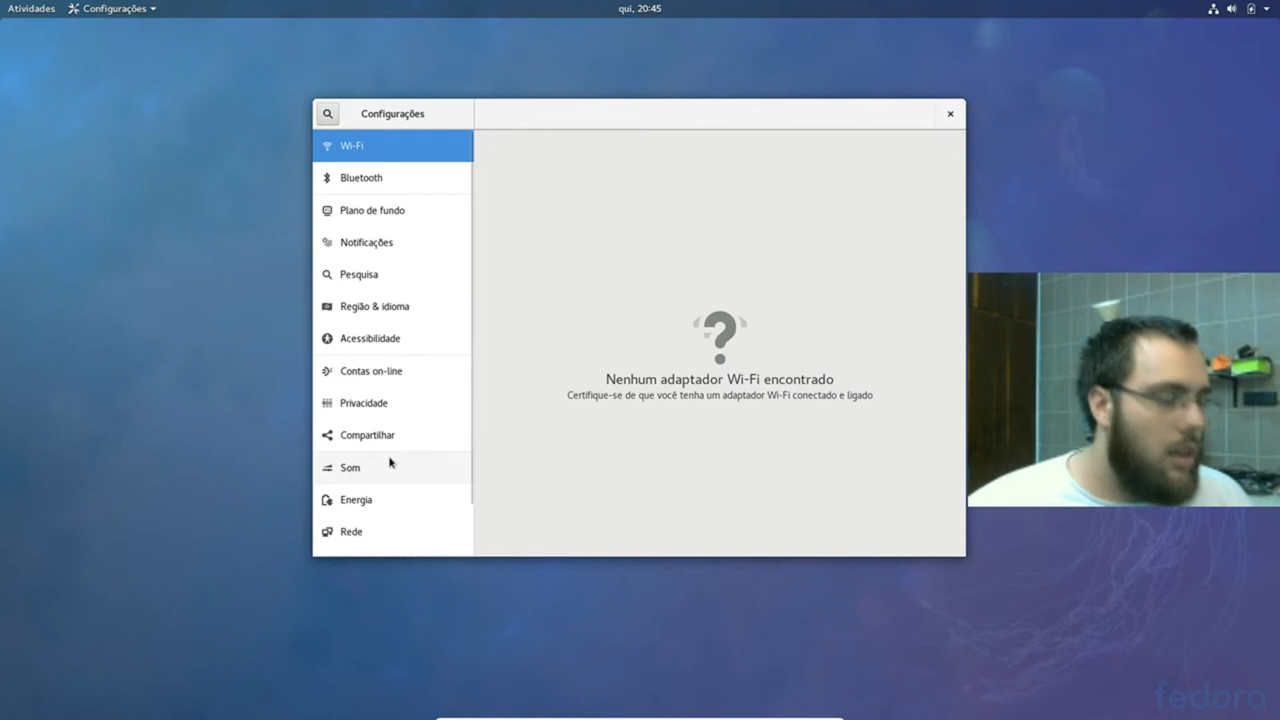 Atividades
Configurações
qui, 20:45
Configurações
Wi-Fi
Bluetooth
Plano de fundo
Notificações
Pesquisa
Região & idioma
Acessibilidade
Contas on-line
Privacidade
Compartilhar
Som
Energia
Rede
Nenhum adaptador Wi-Fi encontrado
Certifique-se de que você tenha um adaptador Wi-Fi conectado e ligado
fedora